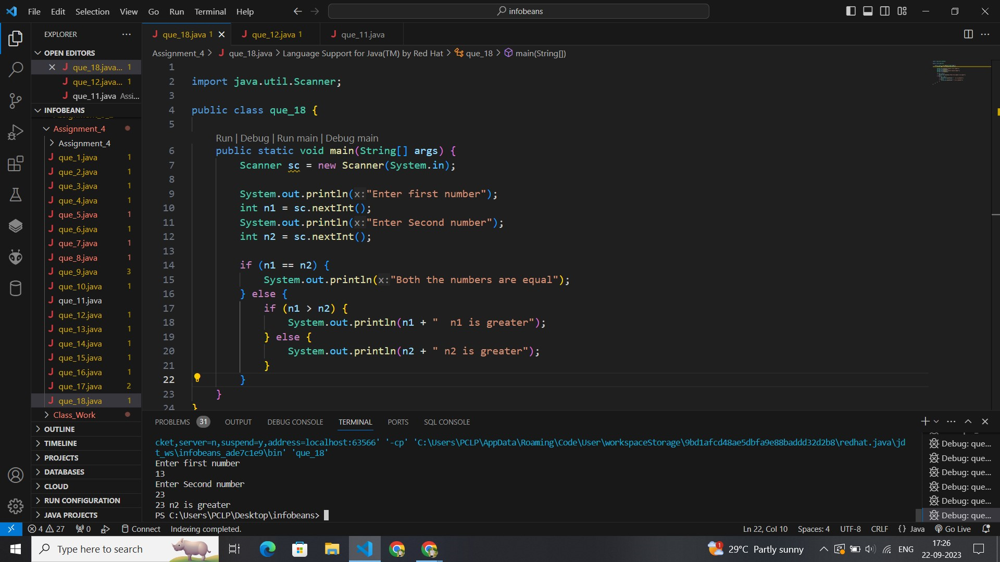 File Edit Selection View Go Run Terminal Help
infobeans
EXPLORER
que_18.java 1
que_12.java 1
que_11.java
OPEN EDITORS
que_18.java... 1
que_12.java... 1
que_11.java Assi...
INFOBEANS
Assignment_4
Assignment_4
que_1.java 1
que_2.java 1
que_3.java 1
que_4.java 1
que_5.java 1
que_6.java 1
que_7.java 1
que_8.java 1
que_9.java 3
que_10.java 1
que_11.java
que_12.java 1
que_13.java 1
que_14.java 1
que_15.java 1
que_16.java 1
que_17.java 2
que_18.java 1
Class_Work
OUTLINE
TIMELINE
PROJECTS
DATABASES
CLOUD
RUN CONFIGURATION
JAVA PROJECTS
Assignment_4 > J que_18.java > Language Support for Java(TM) by Red Hat > que_18 > main(String[])
1
2 import java.util.Scanner;
3
4 public class que_18 {
5
Run | Debug | Run main | Debug main
6 public static void main(String[] args) {
7 Scanner sc = new Scanner(System.in);
8
9 System.out.println(x:"Enter first number");
10 int n1 = sc.nextInt();
11 System.out.println(x:"Enter Second number");
12 int n2 = sc.nextInt();
13
14 if (n1 == n2) {
15 System.out.println(x:"Both the numbers are equal");
16 } else {
17 if (n1 > n2) {
18 System.out.println(n1 + "  n1 is greater");
19 } else {
20 System.out.println(n2 + " n2 is greater");
21 }
22 }
23 }
24 }
PROBLEMS 31 OUTPUT DEBUG CONSOLE TERMINAL PORTS SQL CONSOLE
cket,server=n,suspend=y,address=localhost:63566' '-cp' 'C:\Users\PCLP\AppData\Roaming\Code\User\workspaceStorage\9bd1afcd48ae5dbfa9e88baddd32d2b8\redhat.java\jd
t_ws\infobeans_ade7c1e9\bin' 'que_18'
Enter first number
13
Enter Second number
23
23 n2 is greater
PS C:\Users\PCLP\Desktop\infobeans>
Debug: que...
Debug: que...
Debug: que...
Debug: que...
Debug: que...
Debug: que...
4 27 0 Connect Indexing completed. Ln 22, Col 10 Spaces: 4 UTF-8 CRLF {} Java Go Live
Type here to search
1 29°C Partly sunny ENG
17:26
22-09-2023